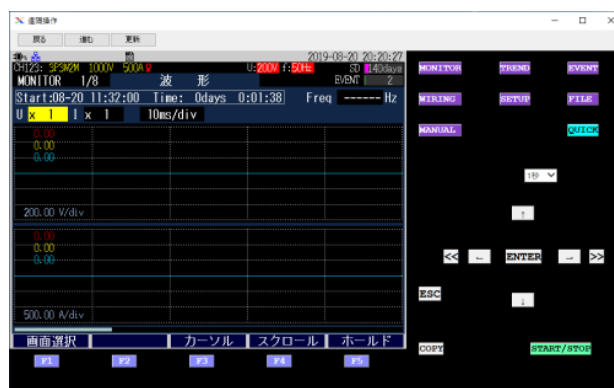 遠隔操作
戻る 進む 更新
2019-08-20 20:20:27
CH123: 3P3W2M 1000V 500A U:200V f:50Hz SD 140days
MONITOR 1/8 波 形 EVENT 2
Start:08-20 11:32:00 Time: 0days 0:01:38 Freq ------ Hz
U x 1 I x 1 10ms/div
0.00
0.00
0.00
200.00 V/div
0.00
0.00
0.00
500.00 A/div
画面選択 カーソル スクロール ホールド
F1 F2 F3 F4 F5
MONITOR TREND EVENT
WIRING SETUP FILE
MANUAL QUICK
1秒
↑
<< ← ENTER → >>
ESC
↓
COPY START/STOP